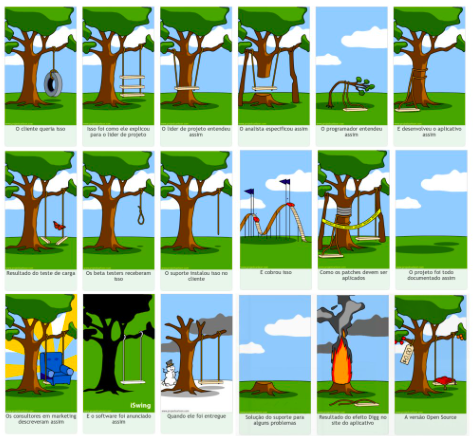 O cliente queria isso
Isso foi como ele explicou
para o líder de projeto
O líder de projeto entendeu
assim
O analista especificou assim
O programador entendeu
assim
E desenvolveu o aplicativo
assim
Resultado do teste de carga
Os beta testers receberam
isso
O suporte instalou isso no
cliente
E cobrou isso
Como os patches devem ser
aplicados
O projeto foi todo
documentado assim
Os consultores em marketing
descreveram assim
iSwing
E o software foi anunciado
assim
Quando ele foi entregue
Solução do suporte para
alguns problemas
Resultado do efeito Digg no
site do aplicativo
A versão Open Source